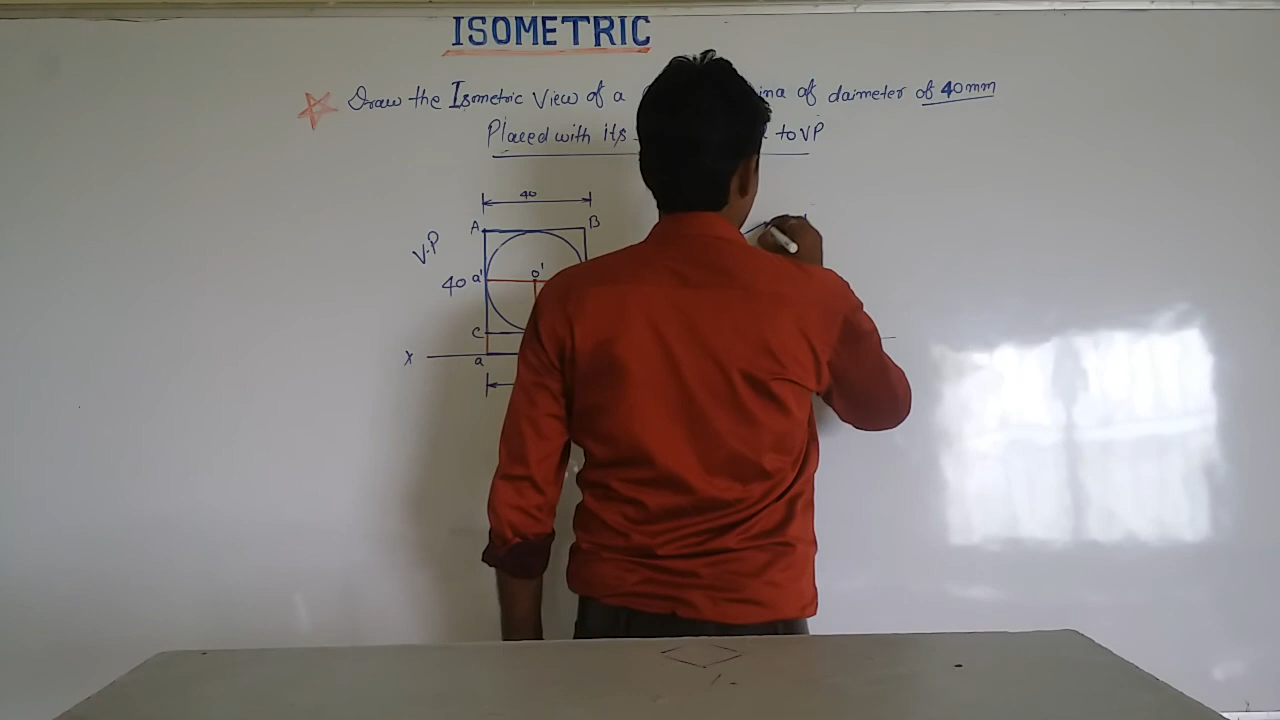 ISOMETRIC
Draw the Isometric View of a ina of daimeter of 40mm
Placed with its to VP
40
A B
V.P
40 a' o'
C
X
a